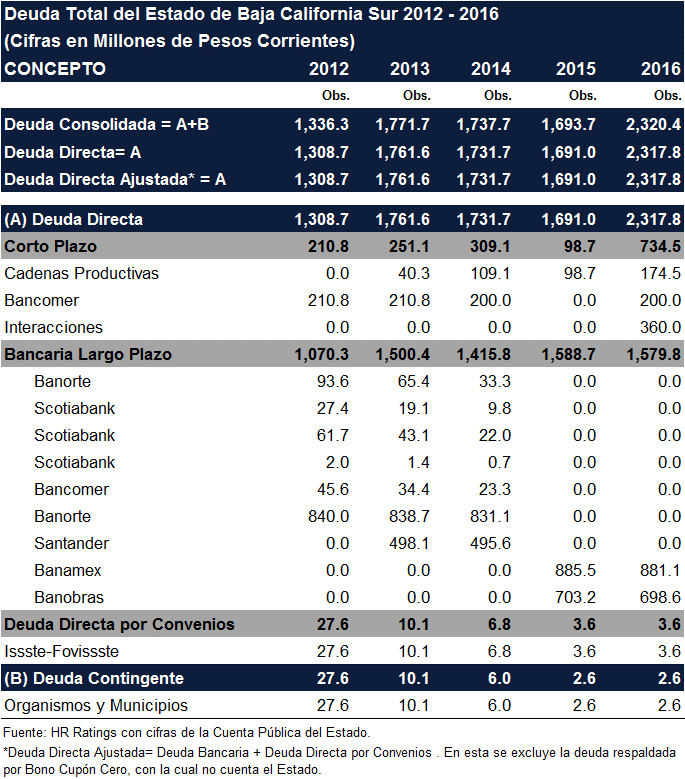 Deuda Total del Estado de Baja California Sur 2012 - 2016
(Cifras en Millones de Pesos Corrientes)
CONCEPTO 2012 2013 2014 2015 2016
Obs. Obs. Obs. Obs. Obs.
Deuda Consolidada = A+B 1,336.3 1,771.7 1,737.7 1,693.7 2,320.4
Deuda Directa= A 1,308.7 1,761.6 1,731.7 1,691.0 2,317.8
Deuda Directa Ajustada* = A 1,308.7 1,761.6 1,731.7 1,691.0 2,317.8
(A) Deuda Directa 1,308.7 1,761.6 1,731.7 1,691.0 2,317.8
Corto Plazo 210.8 251.1 309.1 98.7 734.5
Cadenas Productivas 0.0 40.3 109.1 98.7 174.5
Bancomer 210.8 210.8 200.0 0.0 200.0
Interacciones 0.0 0.0 0.0 0.0 360.0
Bancaria Largo Plazo 1,070.3 1,500.4 1,415.8 1,588.7 1,579.8
Banorte 93.6 65.4 33.3 0.0 0.0
Scotiabank 27.4 19.1 9.8 0.0 0.0
Scotiabank 61.7 43.1 22.0 0.0 0.0
Scotiabank 2.0 1.4 0.7 0.0 0.0
Bancomer 45.6 34.4 23.3 0.0 0.0
Banorte 840.0 838.7 831.1 0.0 0.0
Santander 0.0 498.1 495.6 0.0 0.0
Banamex 0.0 0.0 0.0 885.5 881.1
Banobras 0.0 0.0 0.0 703.2 698.6
Deuda Directa por Convenios 27.6 10.1 6.8 3.6 3.6
Issste-Fovissste 27.6 10.1 6.8 3.6 3.6
(B) Deuda Contingente 27.6 10.1 6.0 2.6 2.6
Organismos y Municipios 27.6 10.1 6.0 2.6 2.6
Fuente: HR Ratings con cifras de la Cuenta Pública del Estado.
*Deuda Directa Ajustada= Deuda Bancaria + Deuda Directa por Convenios . En esta se excluye la deuda respaldada
por Bono Cupón Cero, con la cual no cuenta el Estado.